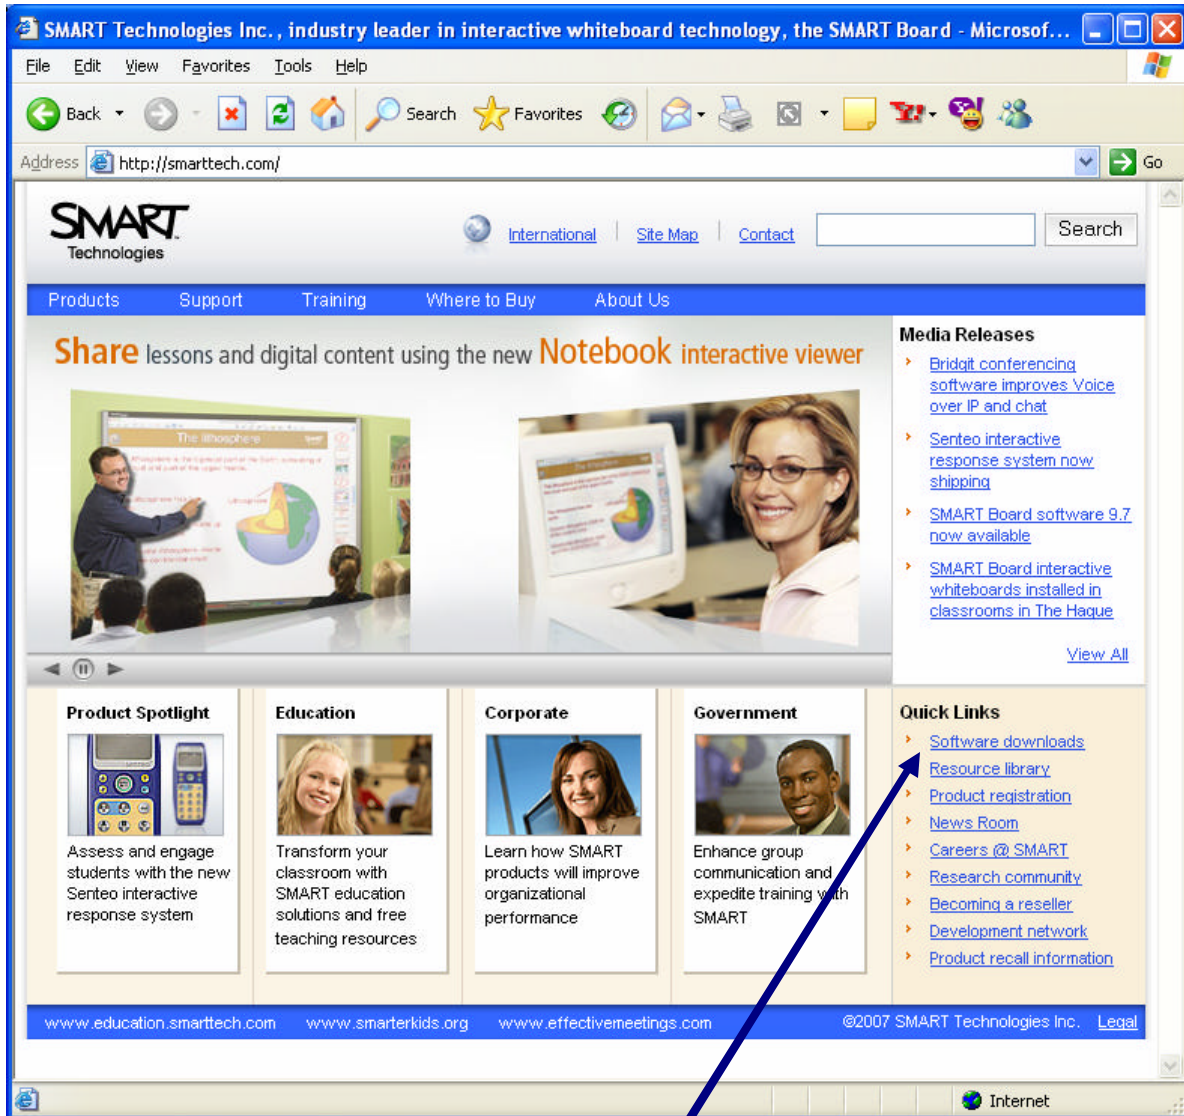 SMART Technologies Inc., industry leader in interactive whiteboard technology, the SMART Board - Microsof...
File Edit View Favorites Tools Help
Back Search Favorites
Address http://smarttech.com/ Go
SMART
Technologies
International Site Map Contact Search
Products Support Training Where to Buy About Us
Share lessons and digital content using the new Notebook interactive viewer
The lithosphere
Media Releases
Bridgit conferencing
software improves Voice
over IP and chat
Senteo interactive
response system now
shipping
SMART Board software 9.7
now available
SMART Board interactive
whiteboards installed in
classrooms in The Hague
View All
Product Spotlight
Assess and engage
students with the new
Senteo interactive
response system
Education
Transform your
classroom with
SMART education
solutions and free
teaching resources
Corporate
Learn how SMART
products will improve
organizational
performance
Government
Enhance group
communication and
expedite training with
SMART
Quick Links
Software downloads
Resource library
Product registration
News Room
Careers @ SMART
Research community
Becoming a reseller
Development network
Product recall information
www.education.smarttech.com www.smarterkids.org www.effectivemeetings.com ©2007 SMART Technologies Inc. Legal
Internet